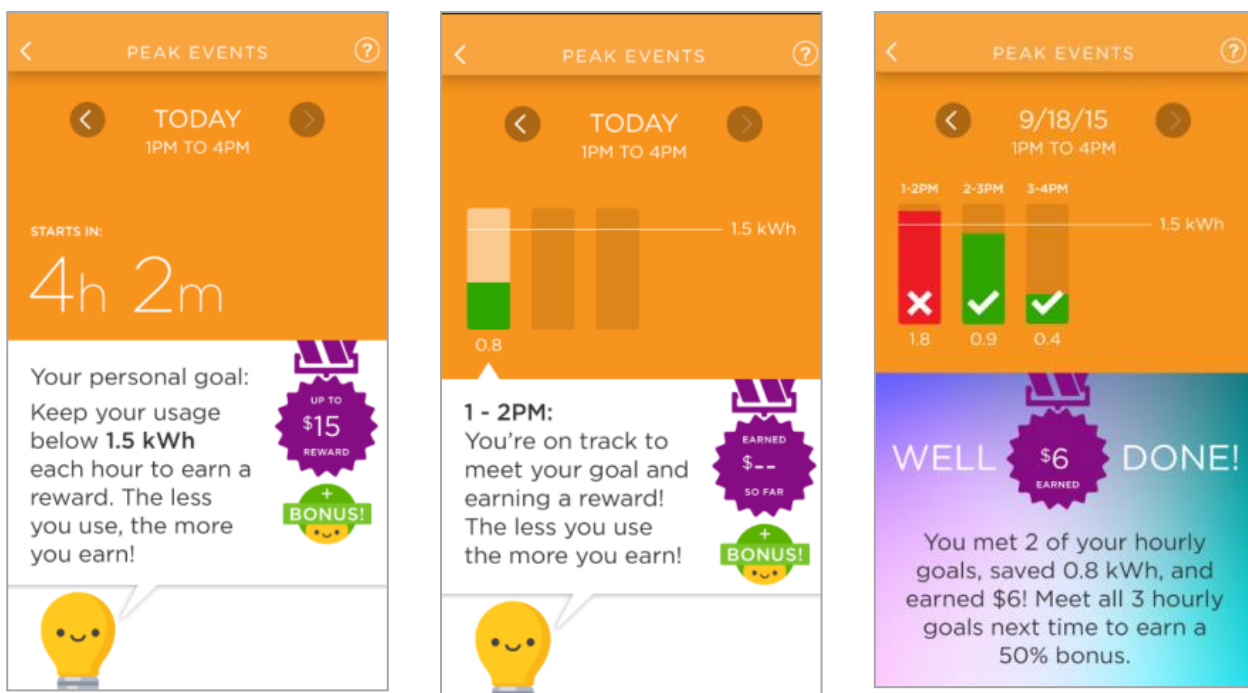 PEAK EVENTS
?
TODAY
1PM TO 4PM
STARTS IN:
4h 2m
Your personal goal:
Keep your usage
below 1.5 kWh
each hour to earn a
reward. The less
you use, the more
you earn!
UP TO
$15
REWARD
+
BONUS!
PEAK EVENTS
?
TODAY
1PM TO 4PM
1.5 kWh
0.8
1 - 2PM:
You're on track to
meet your goal and
earning a reward!
The less you use
the more you earn!
EARNED
$--
SO FAR
+
BONUS!
PEAK EVENTS
?
9/18/15
1PM TO 4PM
1-2PM 2-3PM 3-4PM
1.5 kWh
1.8 0.9 0.4
WELL $6 DONE!
EARNED
You met 2 of your hourly
goals, saved 0.8 kWh, and
earned $6! Meet all 3 hourly
goals next time to earn a
50% bonus.